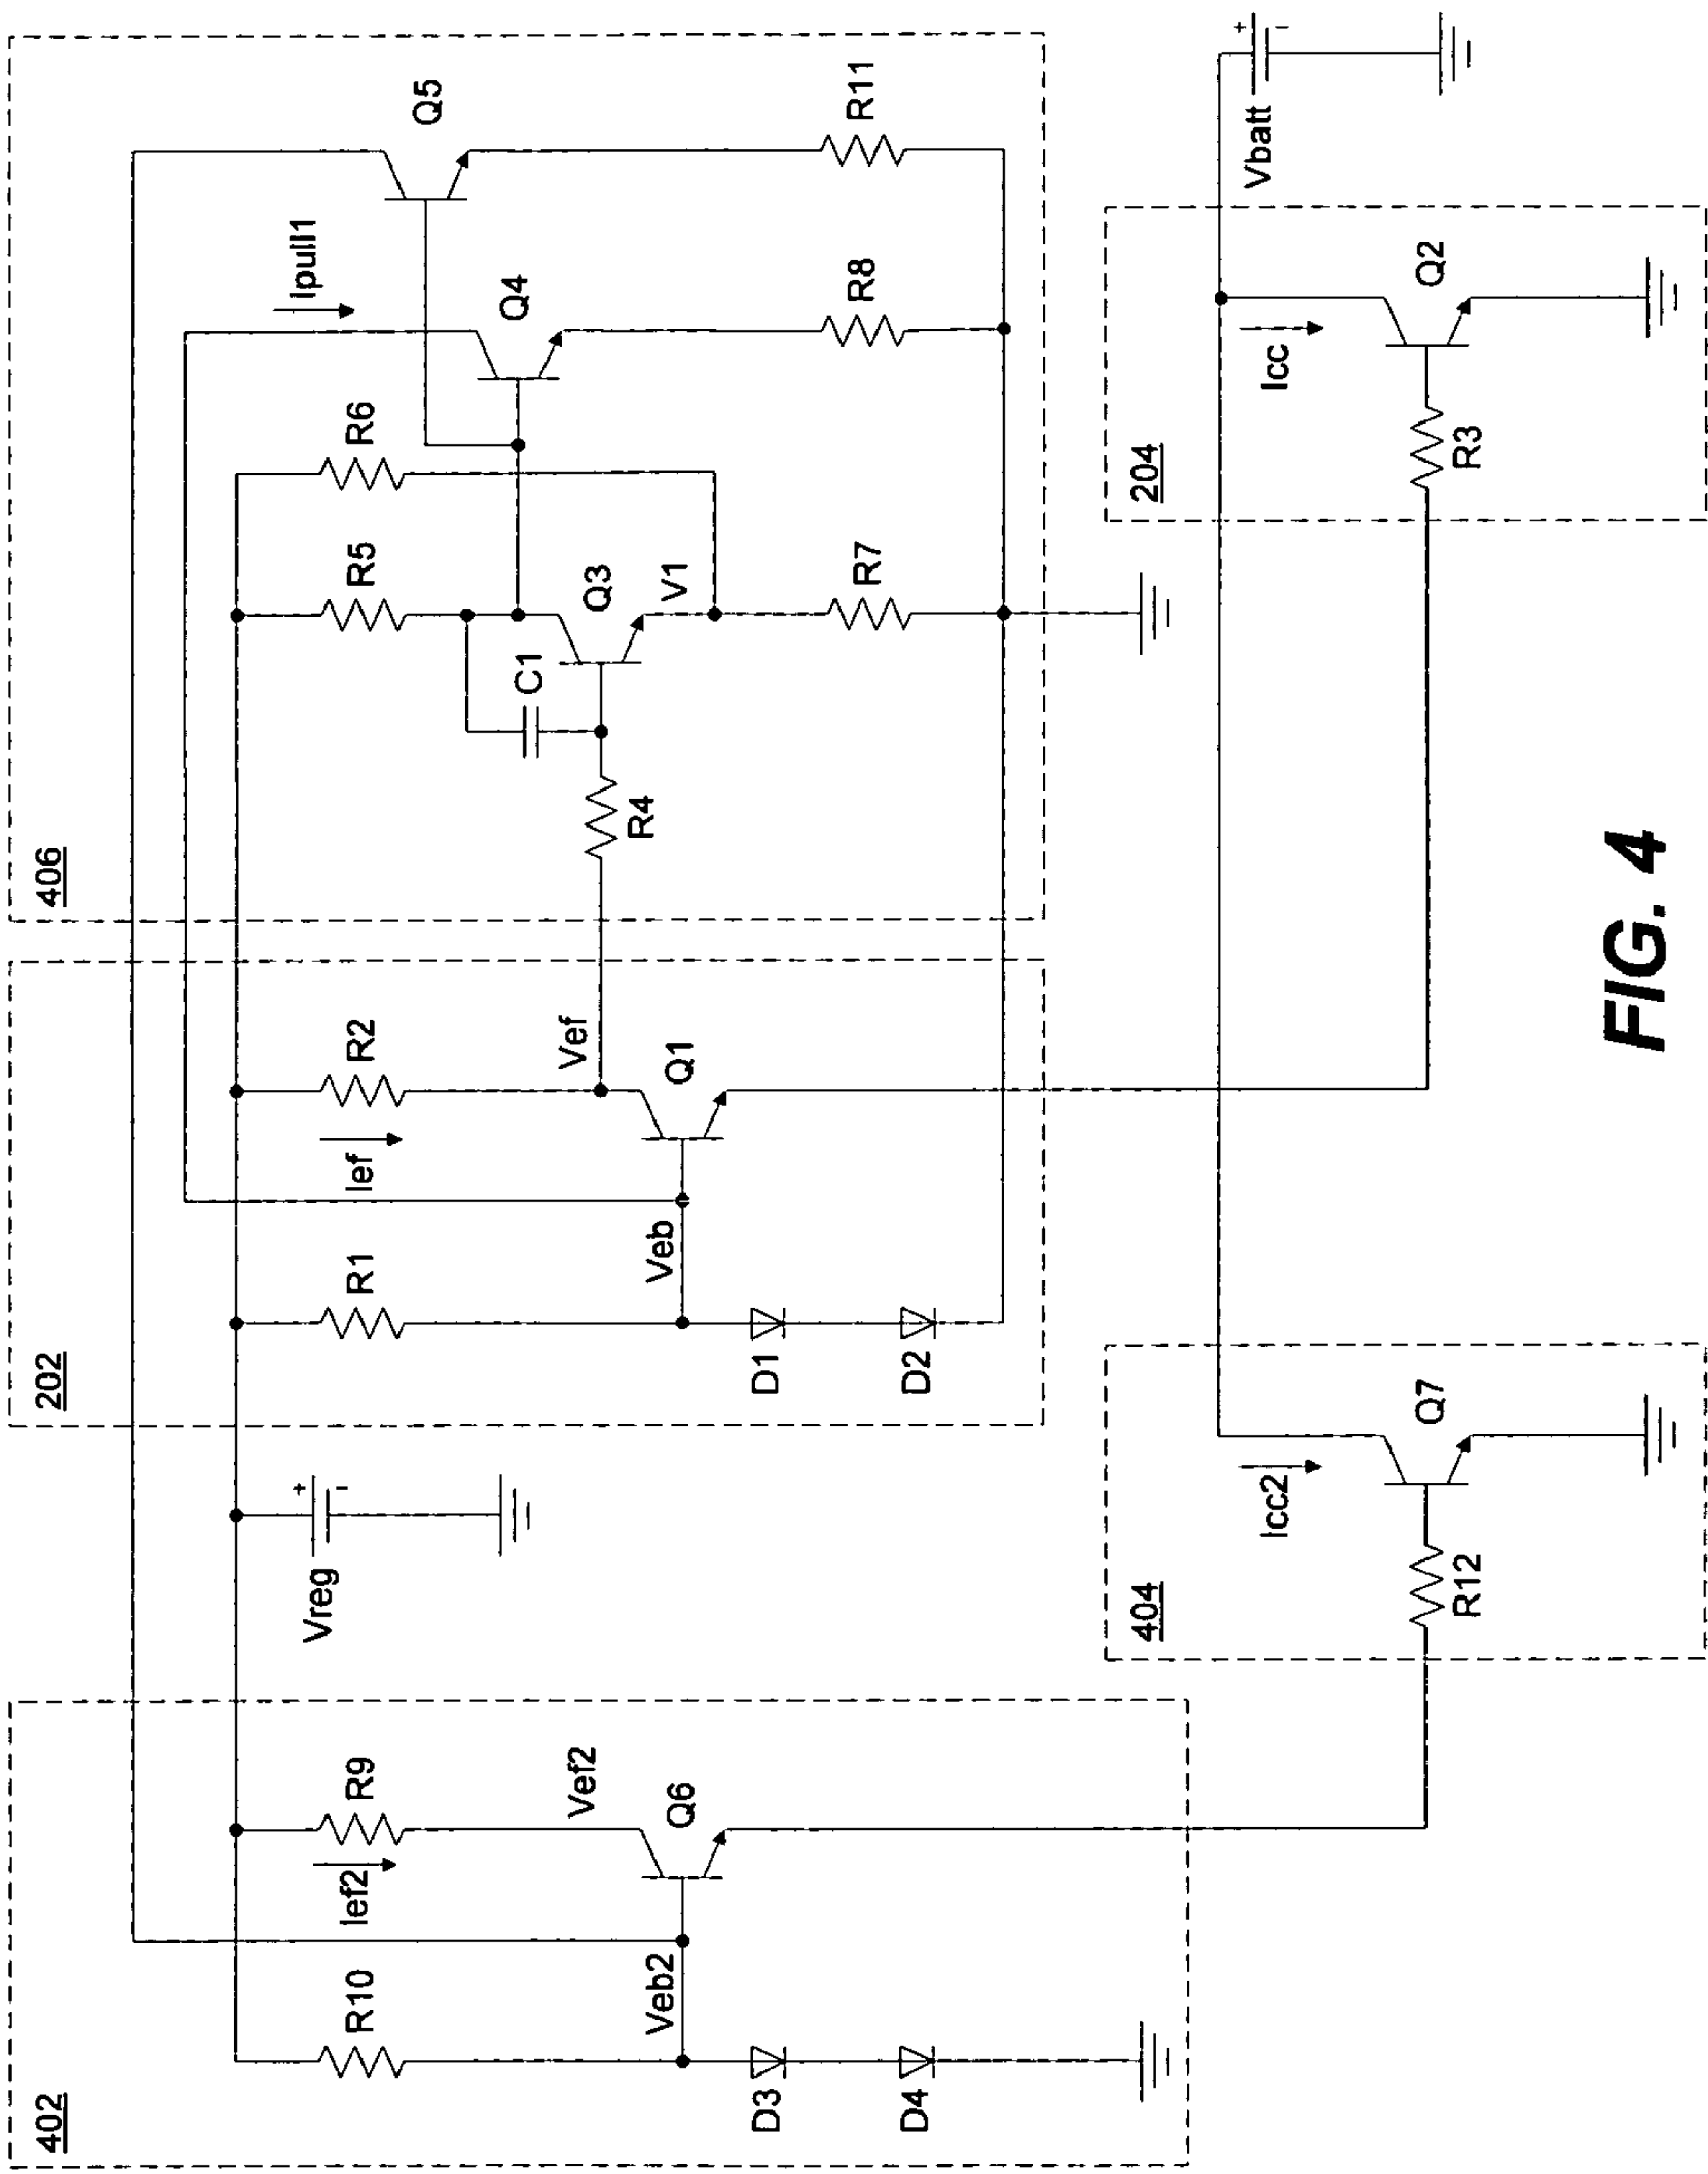 406
Q5
Ipull1
Q4
R11
R8
R6
R5
Q3
V1
R7
C1
R4
202
R2
Ief
Vef
Q1
R1
Veb
D1
D2
Vreg
+
-
402
R9
Ief2
Vef2
Q6
R10
Veb2
D3
D4
404
Icc2
Q7
R12
204
Icc
Q2
R3
Vbatt
+
-
FIG. 4